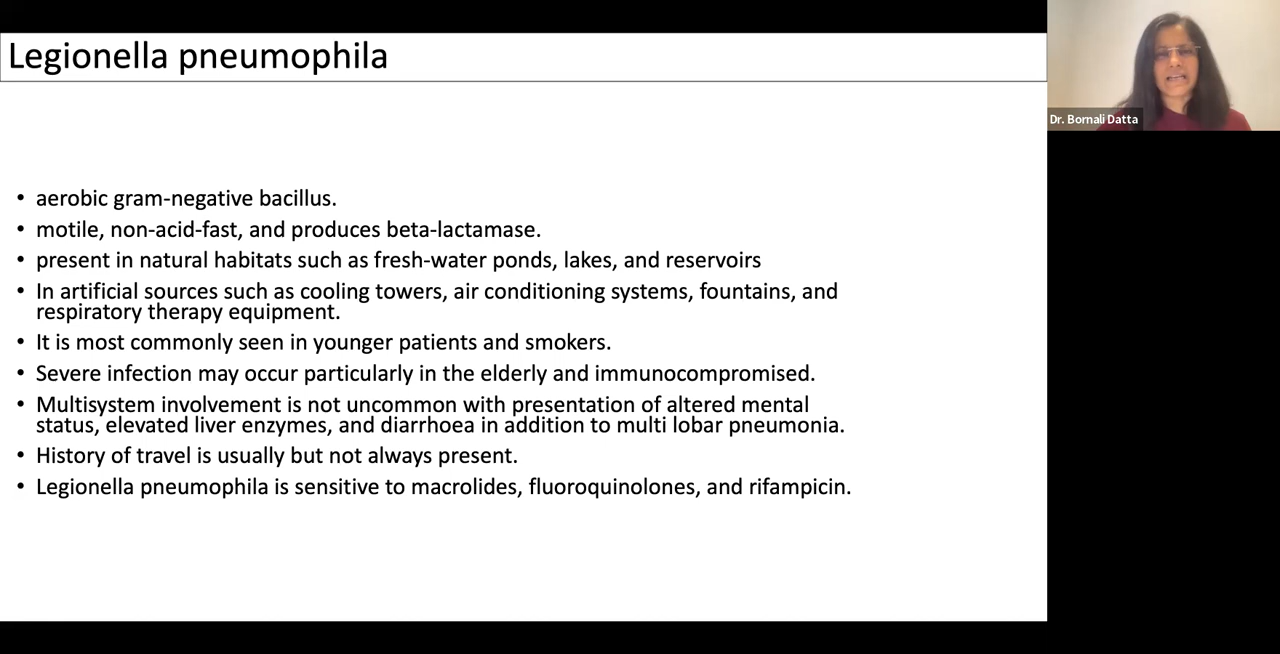 Legionella pneumophila
Dr. Bornali Datta
• aerobic gram-negative bacillus.
• motile, non-acid-fast, and produces beta-lactamase.
• present in natural habitats such as fresh-water ponds, lakes, and reservoirs
• In artificial sources such as cooling towers, air conditioning systems, fountains, and
respiratory therapy equipment.
• It is most commonly seen in younger patients and smokers.
• Severe infection may occur particularly in the elderly and immunocompromised.
• Multisystem involvement is not uncommon with presentation of altered mental
status, elevated liver enzymes, and diarrhoea in addition to multi lobar pneumonia.
• History of travel is usually but not always present.
• Legionella pneumophila is sensitive to macrolides, fluoroquinolones, and rifampicin.